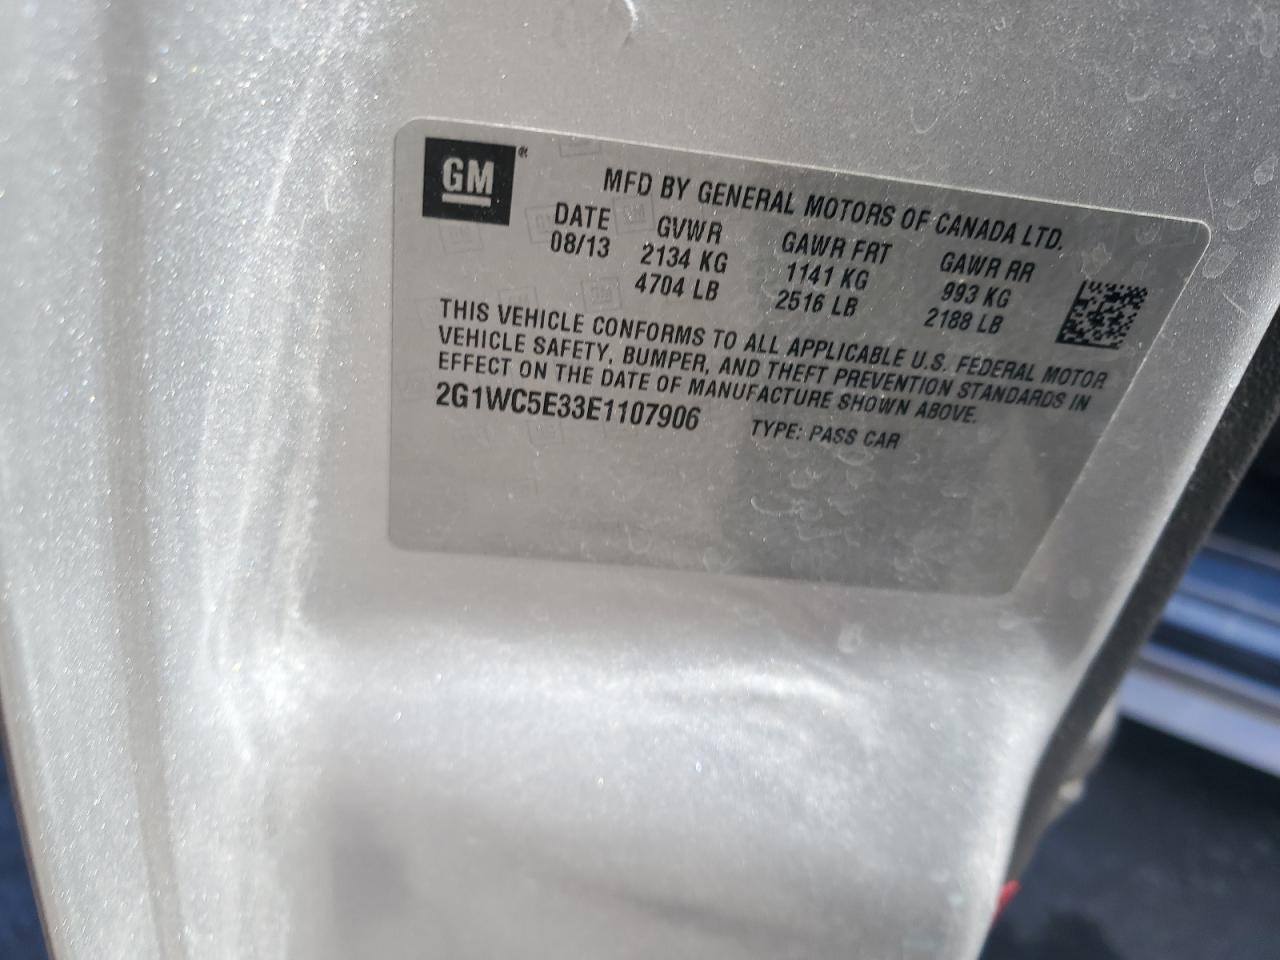 GM ®
MFD BY GENERAL MOTORS OF CANADA LTD.
DATE GVWR GAWR FRT GAWR RR
08/13 2134 KG 1141 KG 993 KG
4704 LB 2516 LB 2188 LB
THIS VEHICLE CONFORMS TO ALL APPLICABLE U.S. FEDERAL MOTOR
VEHICLE SAFETY, BUMPER, AND THEFT PREVENTION STANDARDS IN
EFFECT ON THE DATE OF MANUFACTURE SHOWN ABOVE.
2G1WC5E33E1107906 TYPE: PASS CAR